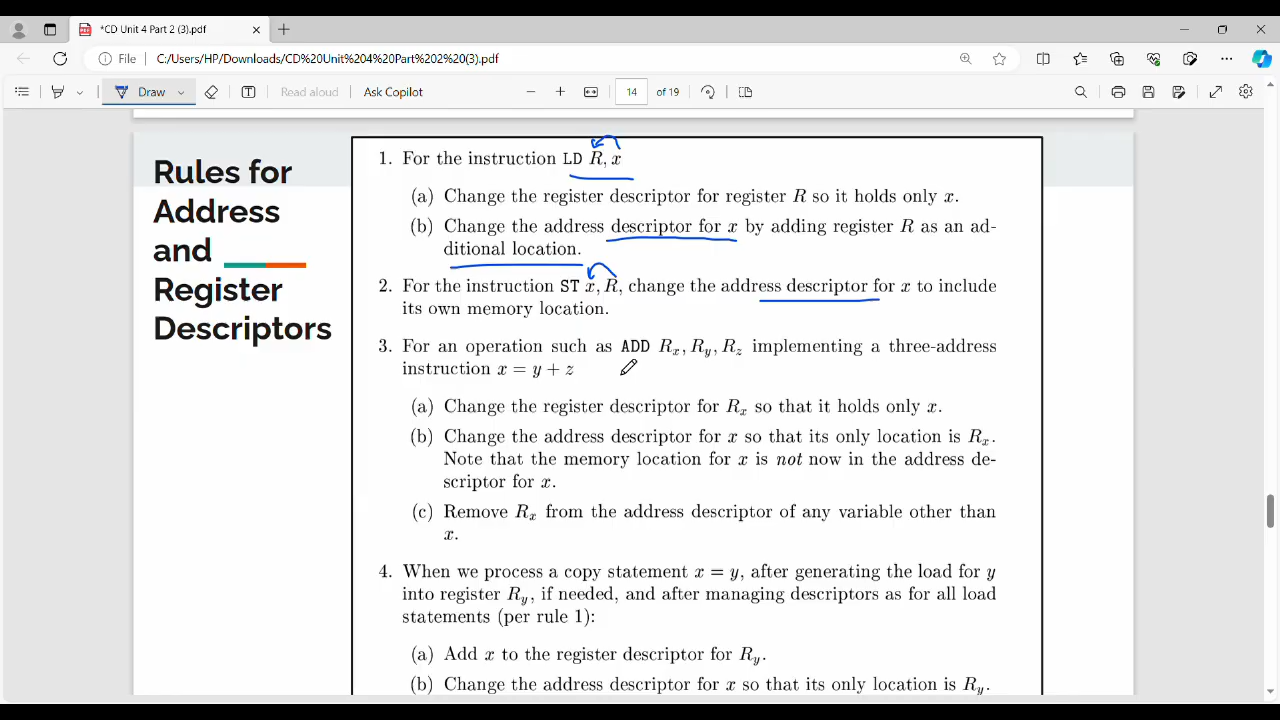 *CD Unit 4 Part 2 (3).pdf
File
C:/Users/HP/Downloads/CD%20Unit%204%20Part%202%20(3).pdf
Draw
Read aloud
Ask Copilot
14
of 19
Rules for
Address
and
Register
Descriptors
1. For the instruction LD R, x
(a) Change the register descriptor for register R so it holds only x.
(b) Change the address descriptor for x by adding register R as an ad-
ditional location.
2. For the instruction ST x, R, change the address descriptor for x to include
its own memory location.
3. For an operation such as ADD Rx, Ry, Rz implementing a three-address
instruction x = y + z
(a) Change the register descriptor for Rx so that it holds only x.
(b) Change the address descriptor for x so that its only location is Rx.
Note that the memory location for x is not now in the address de-
scriptor for x.
(c) Remove Rx from the address descriptor of any variable other than
x.
4. When we process a copy statement x = y, after generating the load for y
into register Ry, if needed, and after managing descriptors as for all load
statements (per rule 1):
(a) Add x to the register descriptor for Ry.
(b) Change the address descriptor for x so that its only location is Ry.